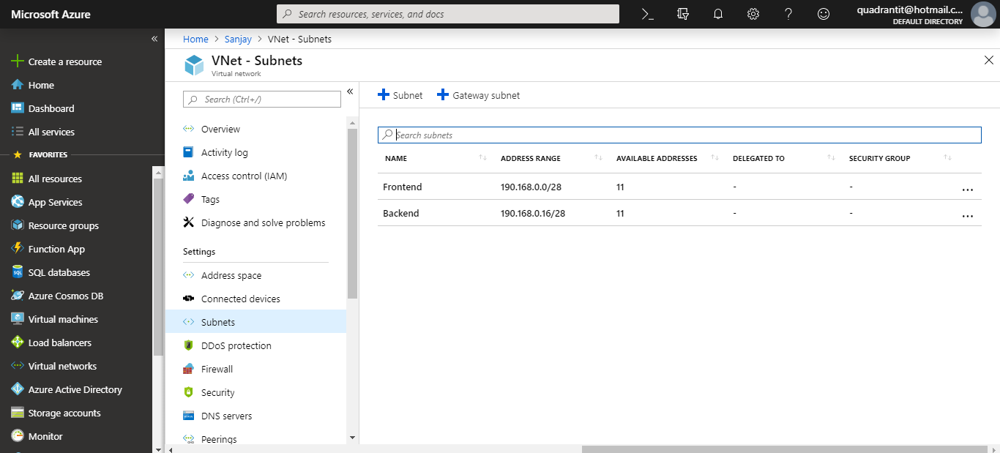 Microsoft Azure
Search resources, services, and docs
quadrantit@hotmail.c...
DEFAULT DIRECTORY
Create a resource
Home
Dashboard
All services
FAVORITES
All resources
App Services
Resource groups
Function App
SQL databases
Azure Cosmos DB
Virtual machines
Load balancers
Virtual networks
Azure Active Directory
Storage accounts
Monitor
Home > Sanjay > VNet - Subnets
VNet - Subnets
Virtual network
Search (Ctrl+/)
Overview
Activity log
Access control (IAM)
Tags
Diagnose and solve problems
Settings
Address space
Connected devices
Subnets
DDoS protection
Firewall
Security
DNS servers
Peerings
Subnet Gateway subnet
Search subnets
NAME ADDRESS RANGE AVAILABLE ADDRESSES DELEGATED TO SECURITY GROUP
Frontend 190.168.0.0/28 11 - - ...
Backend 190.168.0.16/28 11 - - ...